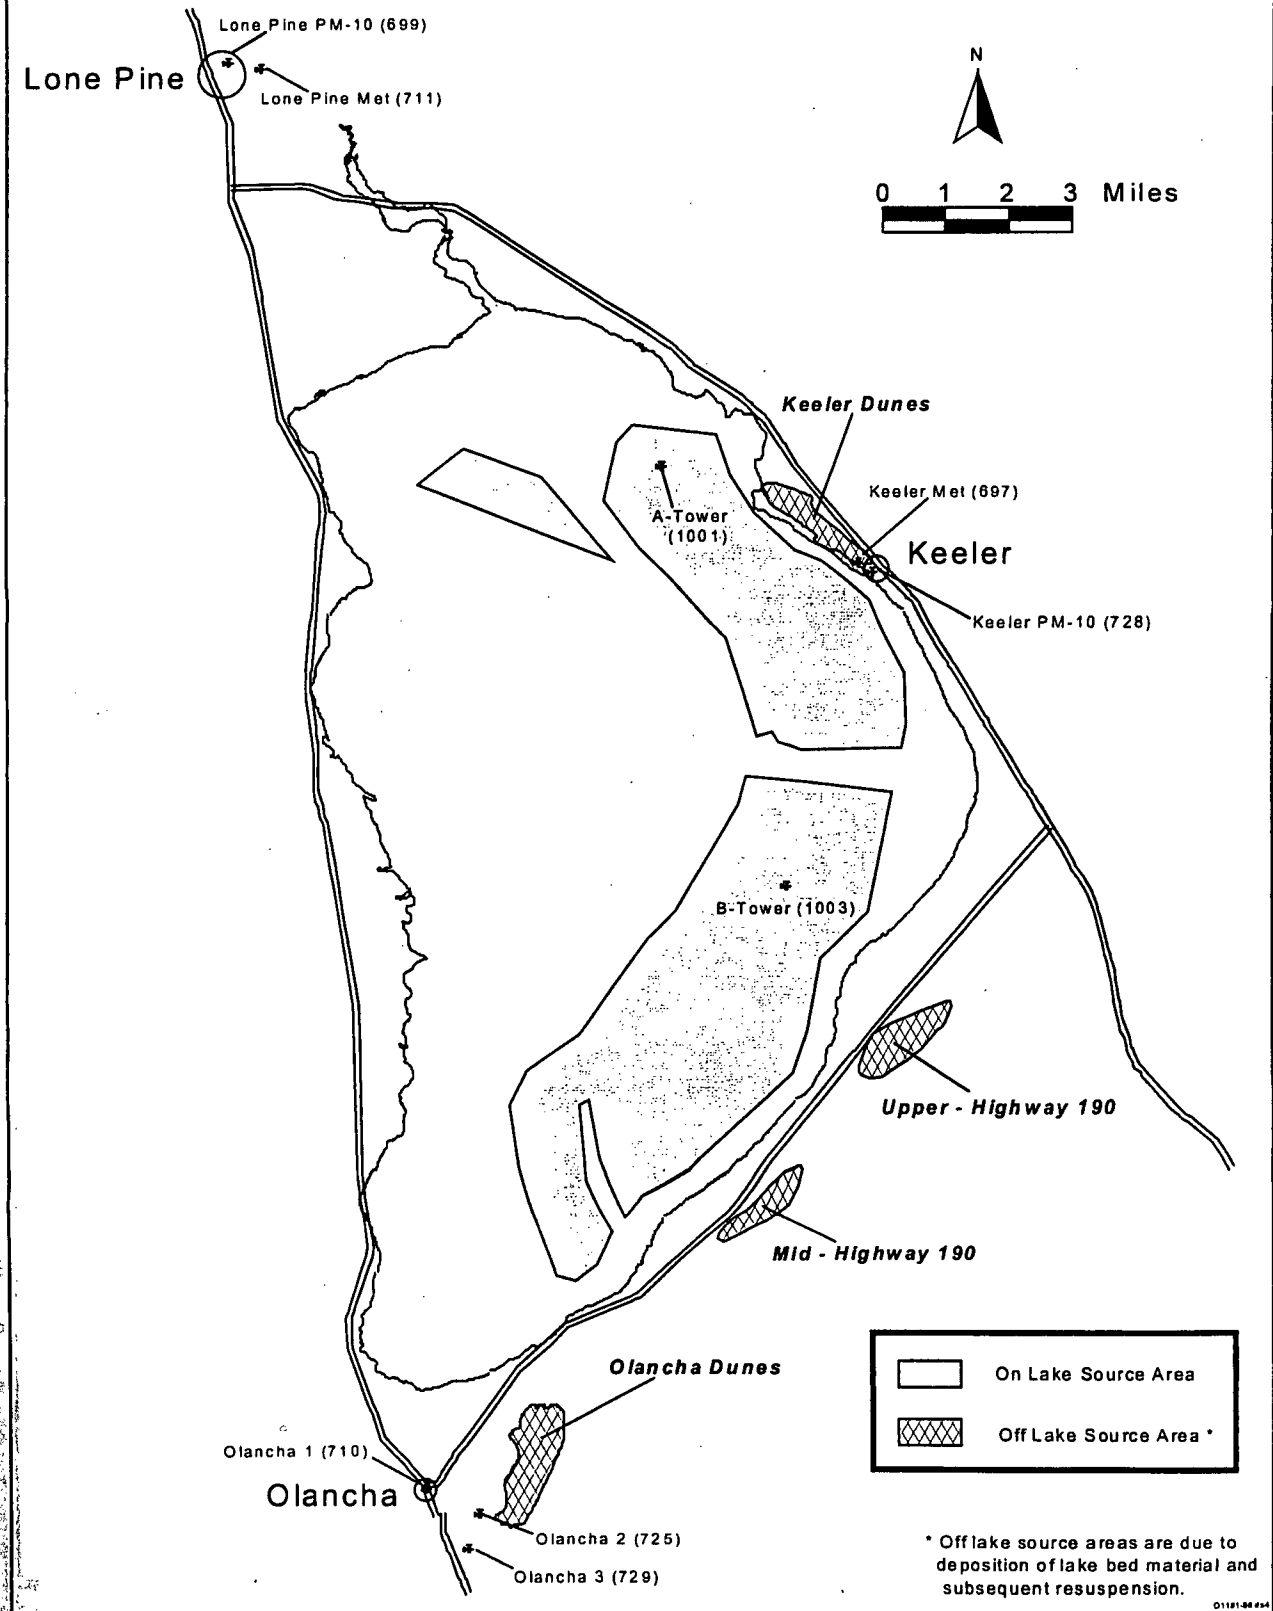 Lone Pine PM-10 (699)
Lone Pine
Lone Pine Met (711)
N
0 1 2 3 Miles
Keeler Dunes
Keeler Met (697)
A-Tower
(1001)
Keeler
Keeler PM-10 (728)
B-Tower (1003)
Upper - Highway 190
Mid - Highway 190
Olancha Dunes
On Lake Source Area
Off Lake Source Area *
Olancha 1 (710)
Olancha
Olancha 2 (725)
Olancha 3 (729)
* Off lake source areas are due to
deposition of lake bed material and
subsequent resuspension.